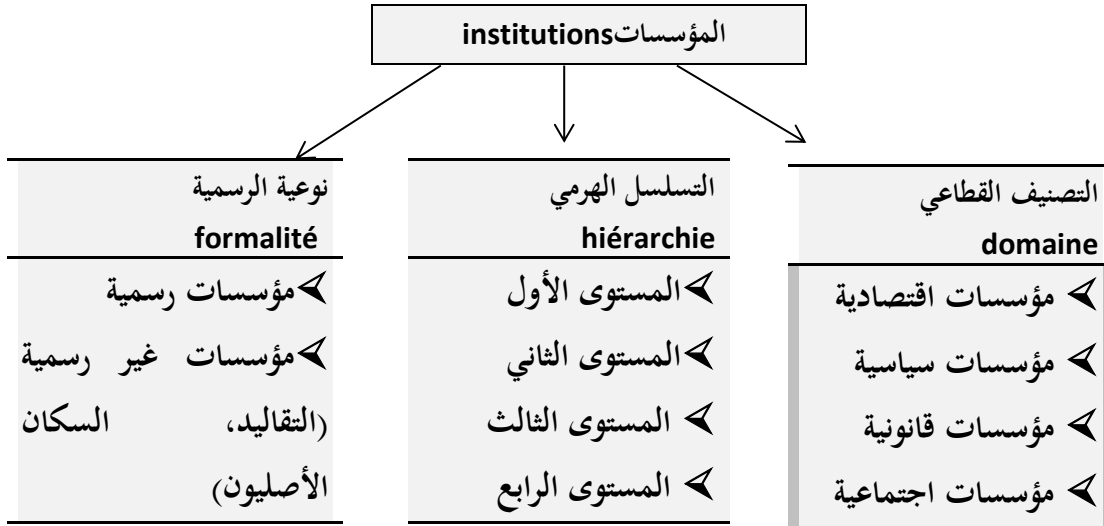 المؤسساتinstitutions
التصنيف القطاعي
domaine
مؤسسات اقتصادية
مؤسسات سياسية
مؤسسات قانونية
مؤسسات اجتماعية
التسلسل الهرمي
hiérarchie
المستوى الأول
المستوى الثاني
المستوى الثالث
المستوى الرابع
نوعية الرسمية
formalité
مؤسسات رسمية
مؤسسات غير رسمية
(التقاليد، السكان
الأصليون)